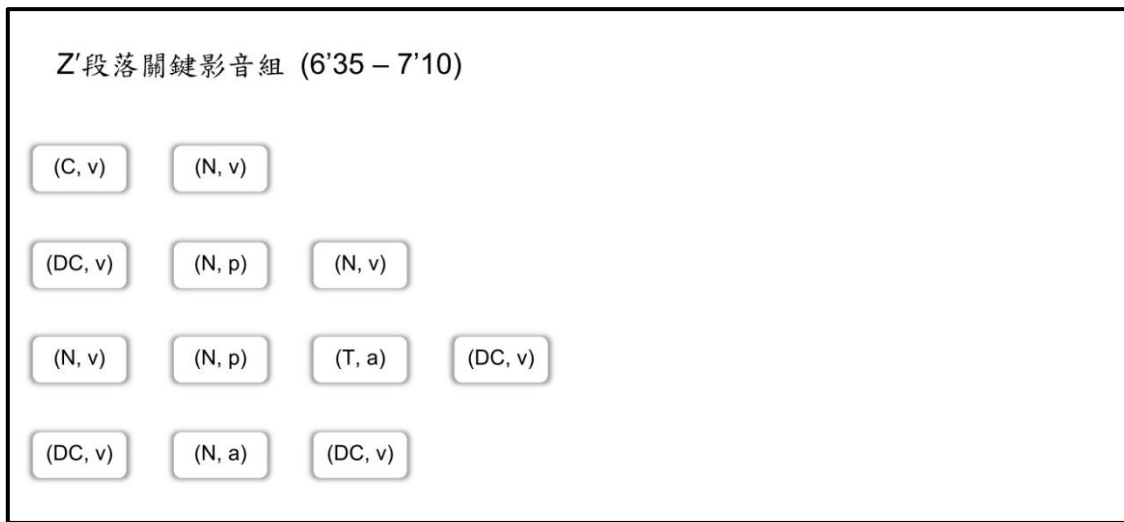 Z′段落關鍵影音組 (6’35 – 7’10)
(C, v) (N, v)
(DC, v) (N, p) (N, v)
(N, v) (N, p) (T, a) (DC, v)
(DC, v) (N, a) (DC, v)